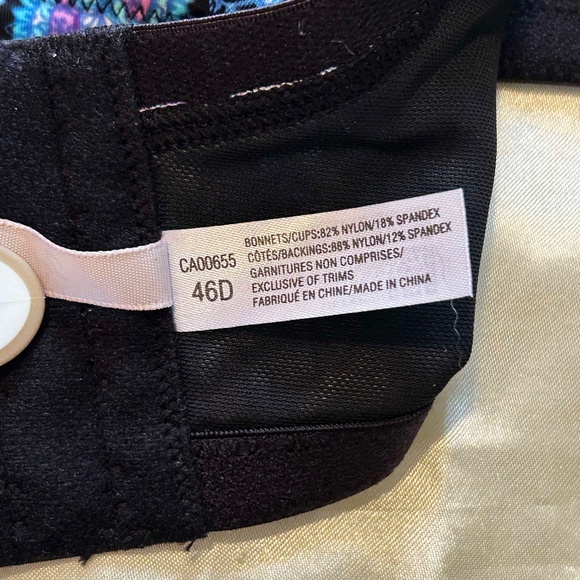 CA00655
46D
BONNETS/CUPS:82% NYLON/18% SPANDEX
CÔTÉS/BACKINGS:88% NYLON/12% SPANDEX
GARNITURES NON COMPRISES/
EXCLUSIVE OF TRIMS
FABRIQUÉ EN CHINE/MADE IN CHINA